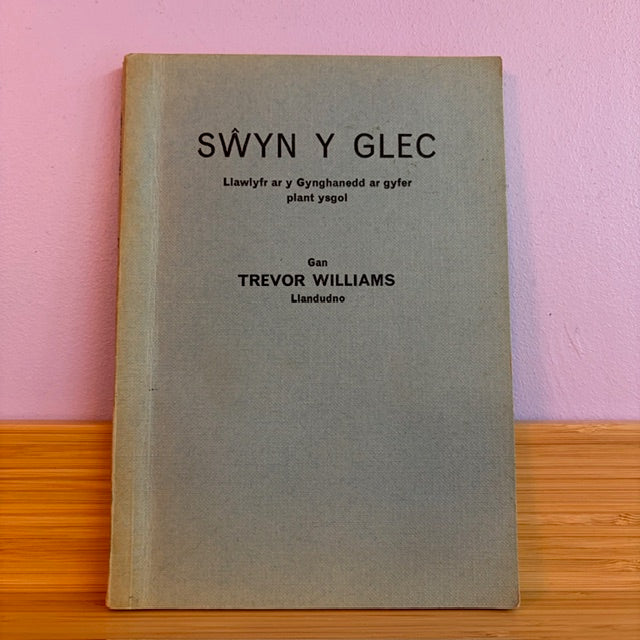 SŴYN Y GLEC
Llawlyfr ar y Gynghanedd ar gyfer
plant ysgol
Gan
TREVOR WILLIAMS
Llandudno